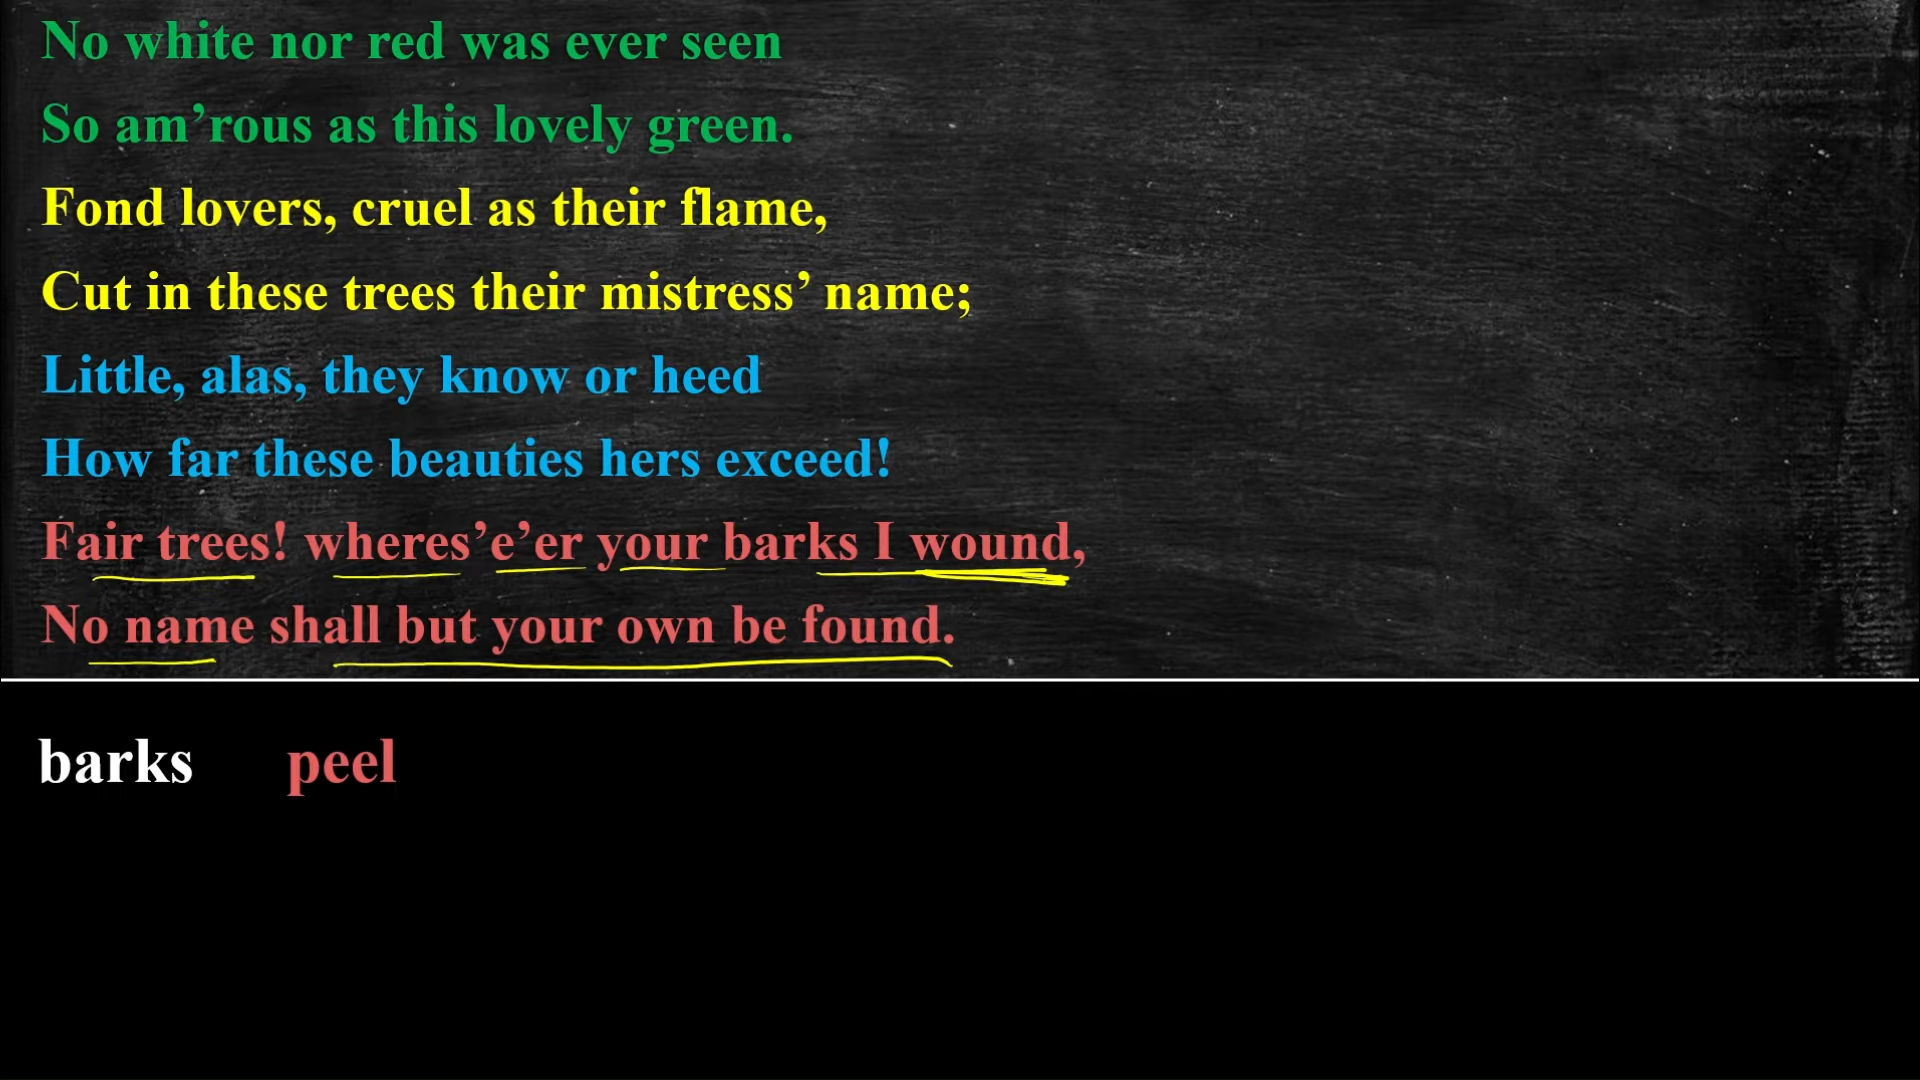 No white nor red was ever seen
So am’rous as this lovely green.
Fond lovers, cruel as their flame,
Cut in these trees their mistress’ name;
Little, alas, they know or heed
How far these beauties hers exceed!
Fair trees! wheres’e’er your barks I wound,
No name shall but your own be found.
barks peel